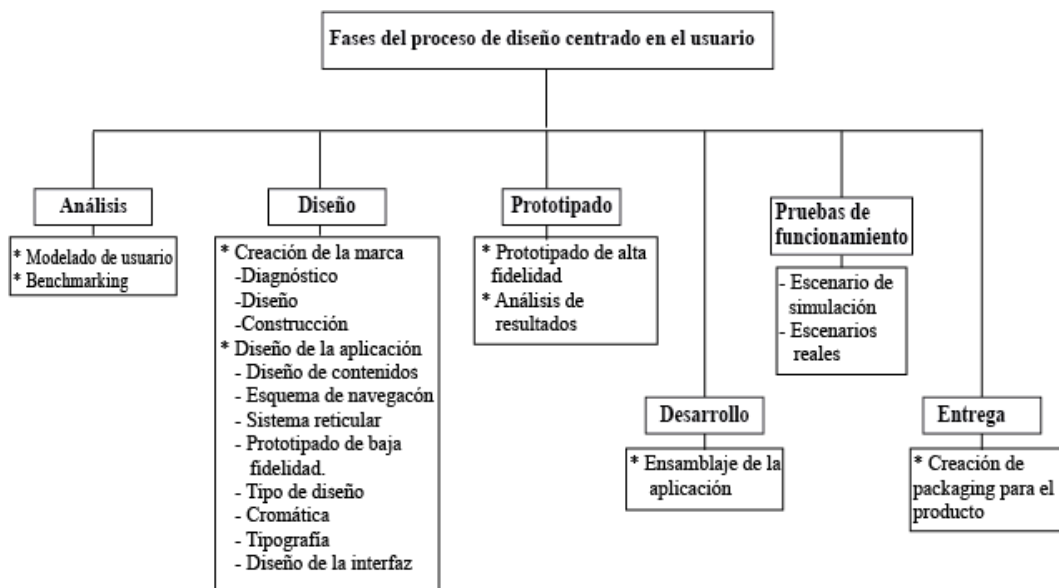 Fases del proceso de diseño centrado en el usuario
Análisis
* Modelado de usuario
* Benchmarking
Diseño
* Creación de la marca
-Diagnóstico
-Diseño
-Construcción
* Diseño de la aplicación
- Diseño de contenidos
- Esquema de navegacón
- Sistema reticular
- Prototipado de baja
fidelidad.
- Tipo de diseño
- Cromática
- Tipografía
- Diseño de la interfaz
Prototipado
* Prototipado de alta
fidelidad
* Análisis de
resultados
Desarrollo
* Ensamblaje de la
aplicación
Pruebas de
funcionamiento
- Escenario de
simulación
- Escenarios
reales
Entrega
* Creación de
packaging para el
producto